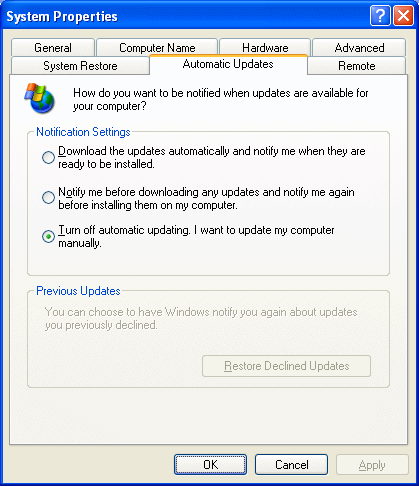 System Properties
General Computer Name Hardware Advanced
System Restore Automatic Updates Remote
How do you want to be notified when updates are available for
your computer?
Notification Settings
Download the updates automatically and notify me when they are
ready to be installed.
Notify me before downloading any updates and notify me again
before installing them on my computer.
Turn off automatic updating. I want to update my computer
manually.
Previous Updates
You can choose to have Windows notify you again about updates
you previously declined.
Restore Declined Updates
OK Cancel Apply